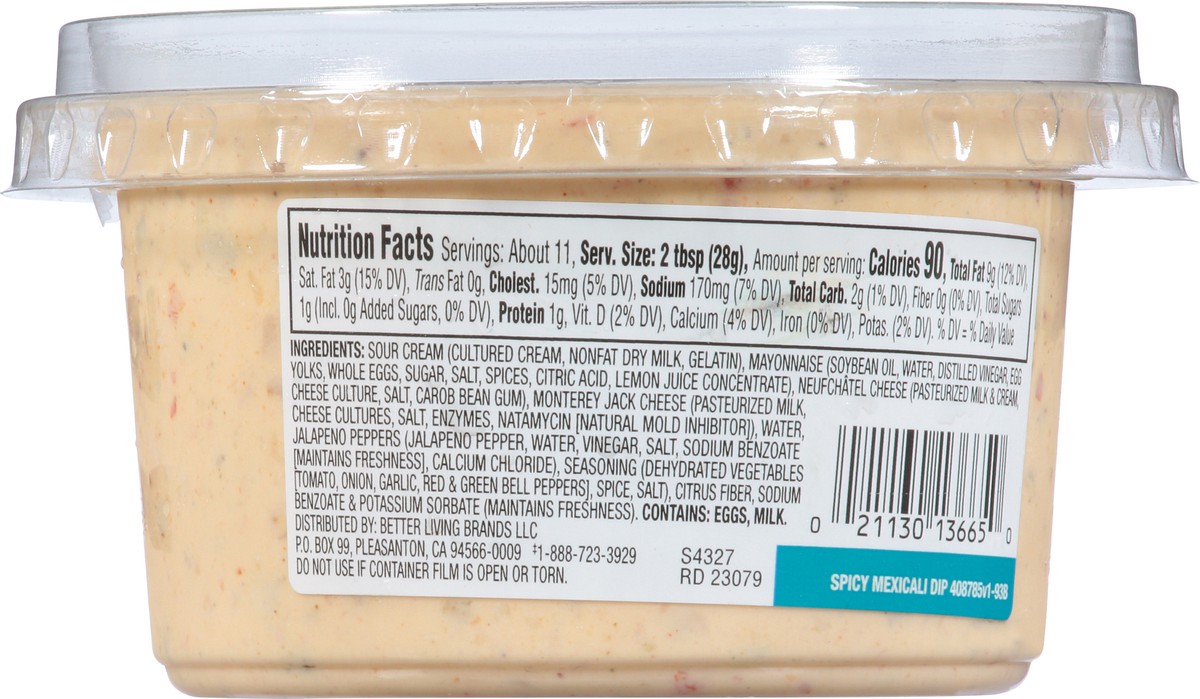 Nutrition Facts Servings: About 11, Serv. Size: 2 tbsp (28g), Amount per serving: Calories 90, Total Fat 9g (12% DV),
Sat. Fat 3g (15% DV), Trans Fat 0g, Cholest. 15mg (5% DV), Sodium 170mg (7% DV), Total Carb. 2g (1% DV), Fiber 0g (0% DV), Total Sugars
1g (Incl. 0g Added Sugars, 0% DV), Protein 1g, Vit. D (2% DV), Calcium (4% DV), Iron (0% DV), Potas. (2% DV). % DV = % Daily Value
INGREDIENTS: SOUR CREAM (CULTURED CREAM, NONFAT DRY MILK, GELATIN), MAYONNAISE (SOYBEAN OIL, WATER, DISTILLED VINEGAR, EGG
YOLKS, WHOLE EGGS, SUGAR, SALT, SPICES, CITRIC ACID, LEMON JUICE CONCENTRATE), NEUFCHÂTEL CHEESE (PASTEURIZED MILK & CREAM,
CHEESE CULTURE, SALT, CAROB BEAN GUM), MONTEREY JACK CHEESE (PASTEURIZED MILK,
CHEESE CULTURES, SALT, ENZYMES, NATAMYCIN [NATURAL MOLD INHIBITOR]), WATER,
JALAPENO PEPPERS (JALAPENO PEPPER, WATER, VINEGAR, SALT, SODIUM BENZOATE
[MAINTAINS FRESHNESS], CALCIUM CHLORIDE), SEASONING (DEHYDRATED VEGETABLES
[TOMATO, ONION, GARLIC, RED & GREEN BELL PEPPERS], SPICE, SALT), CITRUS FIBER, SODIUM
BENZOATE & POTASSIUM SORBATE (MAINTAINS FRESHNESS). CONTAINS: EGGS, MILK.
DISTRIBUTED BY: BETTER LIVING BRANDS LLC
P.O. BOX 99, PLEASANTON, CA 94566-0009 ‡1-888-723-3929
DO NOT USE IF CONTAINER FILM IS OPEN OR TORN.
S4327
RD 23079
0 21130 13665 0
SPICY MEXICALI DIP 408785v1-93B